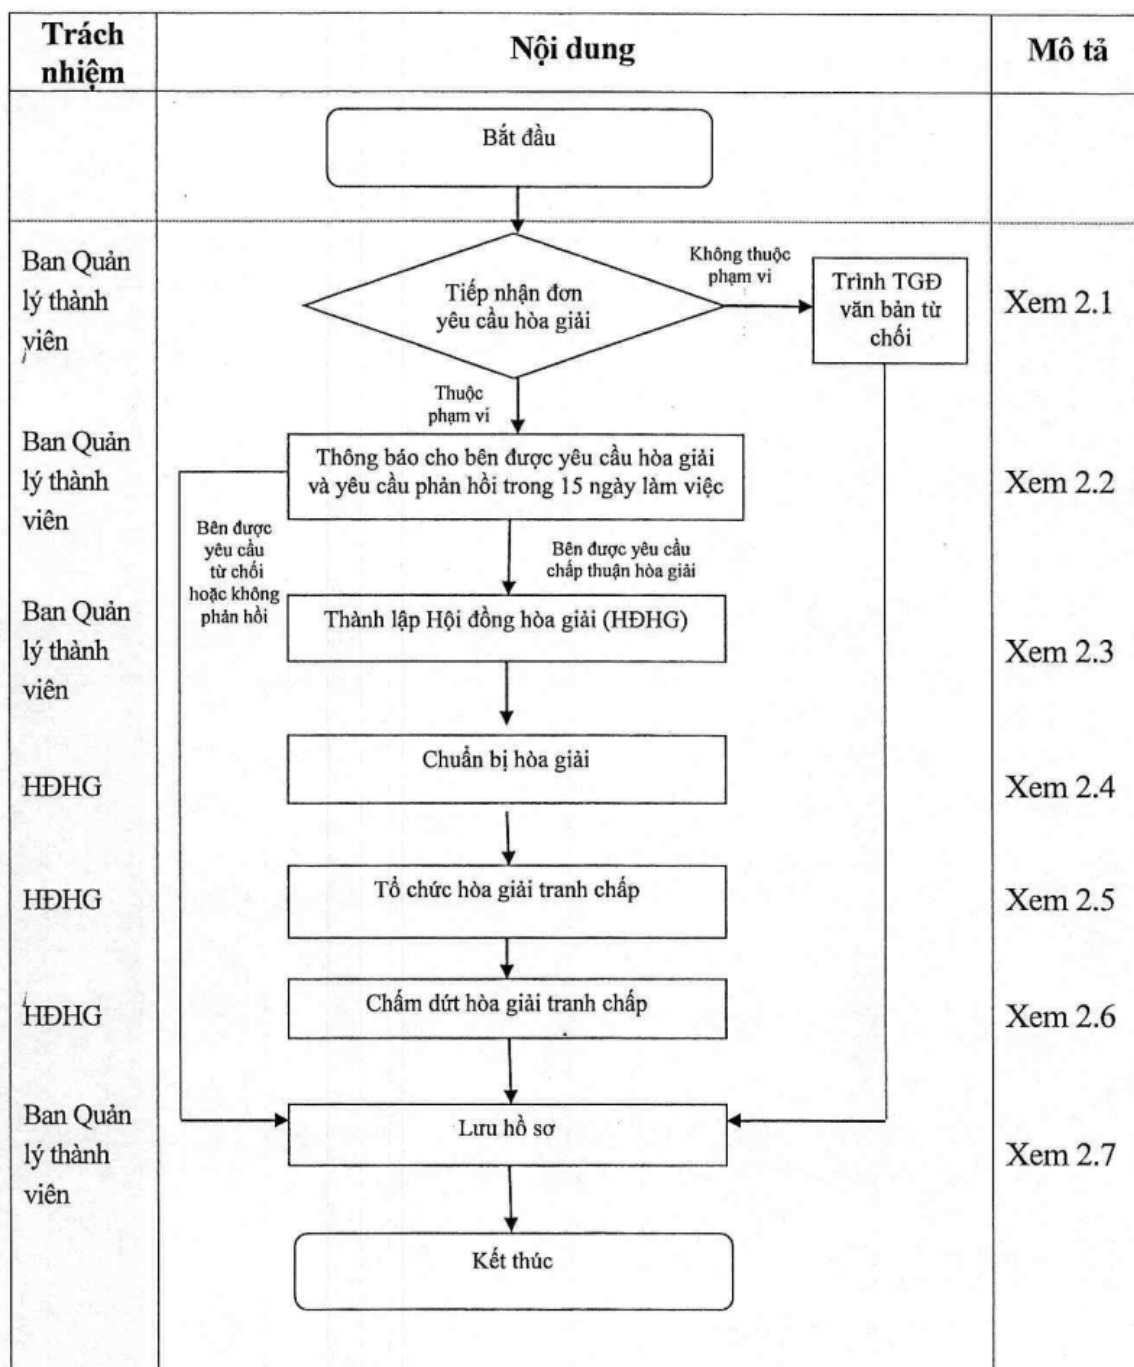 Trách
nhiệm
Nội dung
Mô tả
Bắt đầu
Ban Quản
lý thành
viên
Tiếp nhận đơn
yêu cầu hòa giải
Không thuộc
phạm vi
Trình TGĐ
văn bản từ
chối
Xem 2.1
Thuộc
phạm vi
Ban Quản
lý thành
viên
Thông báo cho bên được yêu cầu hòa giải
và yêu cầu phản hồi trong 15 ngày làm việc
Xem 2.2
Bên được
yêu cầu
từ chối
hoặc không
phản hồi
Bên được yêu cầu
chấp thuận hòa giải
Ban Quản
lý thành
viên
Thành lập Hội đồng hòa giải (HĐHG)
Xem 2.3
HĐHG
Chuẩn bị hòa giải
Xem 2.4
HĐHG
Tổ chức hòa giải tranh chấp
Xem 2.5
HĐHG
Chấm dứt hòa giải tranh chấp
Xem 2.6
Ban Quản
lý thành
viên
Lưu hồ sơ
Xem 2.7
Kết thúc